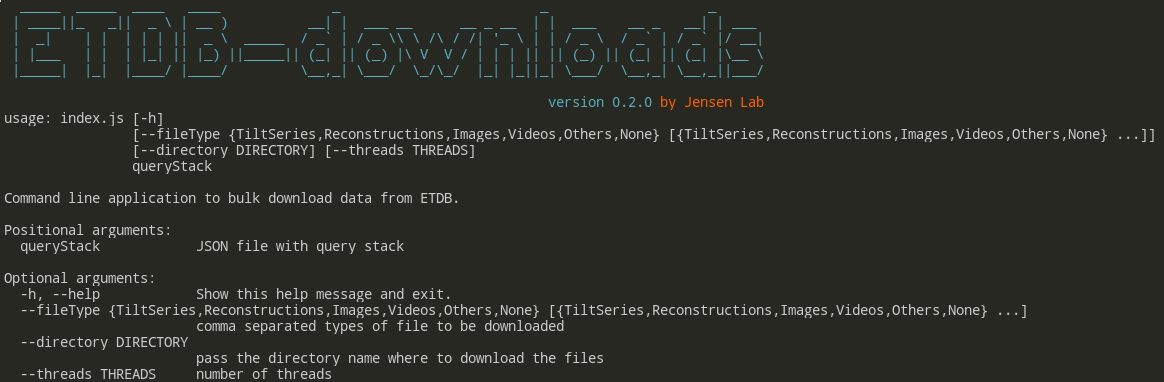 ETDB-downloads
version 0.2.0 by Jensen Lab
usage: index.js [-h]
[--fileType {TiltSeries,Reconstructions,Images,Videos,Others,None} [{TiltSeries,Reconstructions,Images,Videos,Others,None} ...]]
[--directory DIRECTORY] [--threads THREADS]
queryStack
Command line application to bulk download data from ETDB.
Positional arguments:
queryStack JSON file with query stack
Optional arguments:
-h, --help Show this help message and exit.
--fileType {TiltSeries,Reconstructions,Images,Videos,Others,None} [{TiltSeries,Reconstructions,Images,Videos,Others,None} ...]
comma separated types of file to be downloaded
--directory DIRECTORY
pass the directory name where to download the files
--threads THREADS number of threads